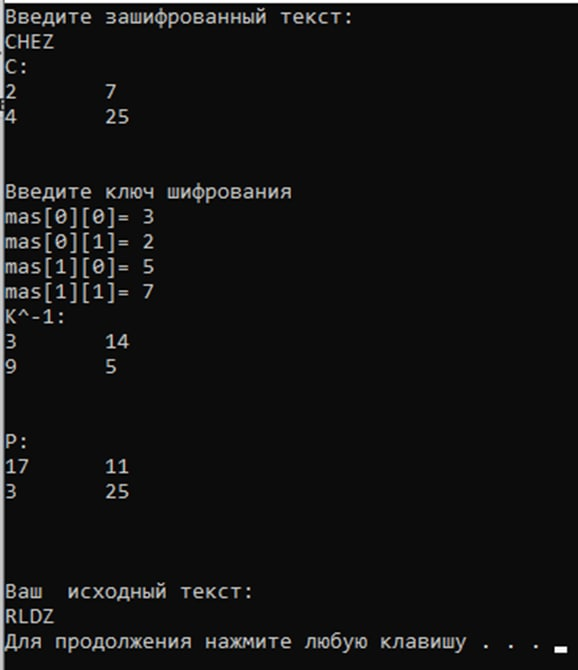 Введите зашифрованный текст:
CHEZ
C:
2 7
4 25
Введите ключ шифрования
mas[0][0]= 3
mas[0][1]= 2
mas[1][0]= 5
mas[1][1]= 7
K^-1:
3 14
9 5
P:
17 11
3 25
Ваш  исходный текст:
RLDZ
Для продолжения нажмите любую клавишу . . .